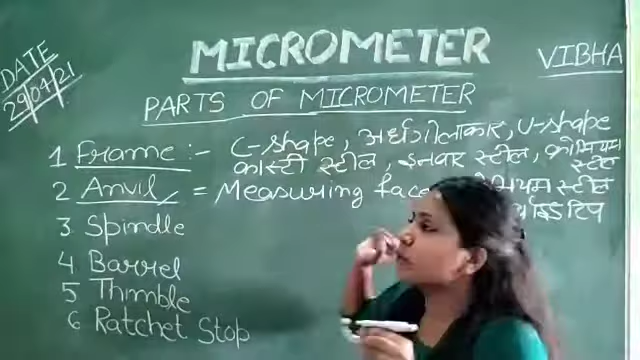 DATE
29/04/21
MICROMETER
VIBHA
PARTS OF MICROMETER
1 Frame :- C-shape, अर्धगोलाकार, U-shape
कास्टी स्टील, इनवार स्टील, क्रोमियम
स्टील
2 Anvil = Measuring face स्टील
टिप
3 Spindle
4 Barrel
5 Thimble
6 Ratchet Stop